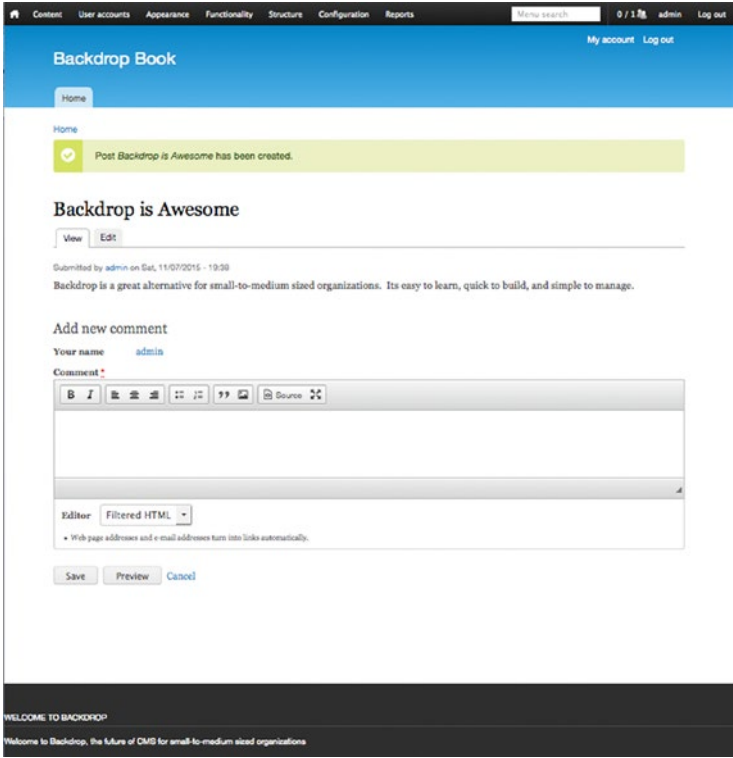 Content User accounts Appearance Functionality Structure Configuration Reports Menu search 0 / 1 admin Log out
My account Log out
Backdrop Book
Home
Home
Post Backdrop is Awesome has been created.
Backdrop is Awesome
View Edit
Submitted by admin on Sat, 11/07/2015 - 19:39
Backdrop is a great alternative for small-to-medium sized organizations. Its easy to learn, quick to build, and simple to manage.
Add new comment
Your name admin
Comment *
B I Source
Editor Filtered HTML
Web page addresses and e-mail addresses turn into links automatically.
Save Preview Cancel
WELCOME TO BACKDROP
Welcome to Backdrop, the future of CMS for small-to-medium sized organizations